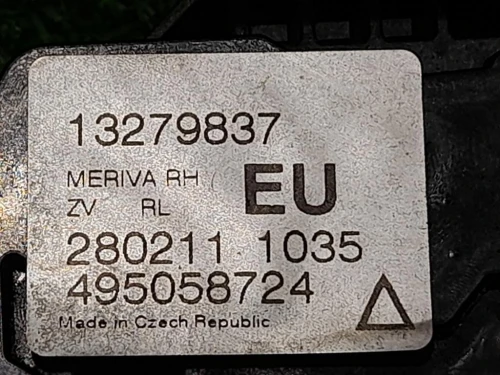 13279837
MERIVA RH
ZV RL EU
280211 1035
495058724
Made in Czech Republic